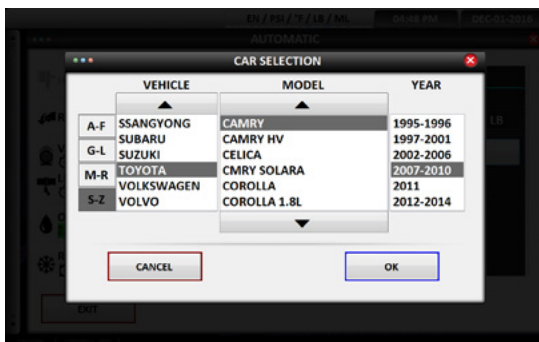 EN / PSI / °F / LB / ML 04:48 PM DEC-01-2016
AUTOMATIC
CAR SELECTION
VEHICLE MODEL YEAR
A-F
G-L
M-R
S-Z
SSANGYONG
SUBARU
SUZUKI
TOYOTA
VOLKSWAGEN
VOLVO
CAMRY
CAMRY HV
CELICA
CMRY SOLARA
COROLLA
COROLLA 1.8L
1995-1996
1997-2001
2002-2006
2007-2010
2011
2012-2014
LB
CANCEL OK
EXIT